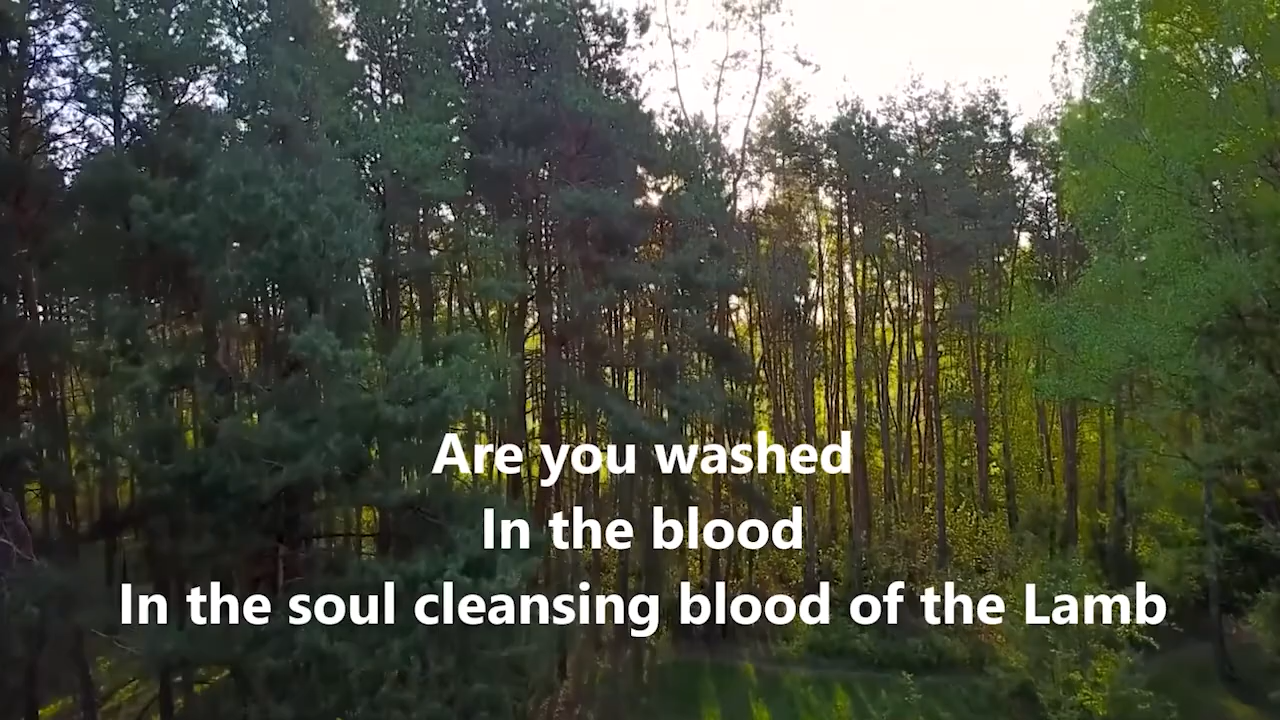 Are you washed
In the blood
In the soul cleansing blood of the Lamb